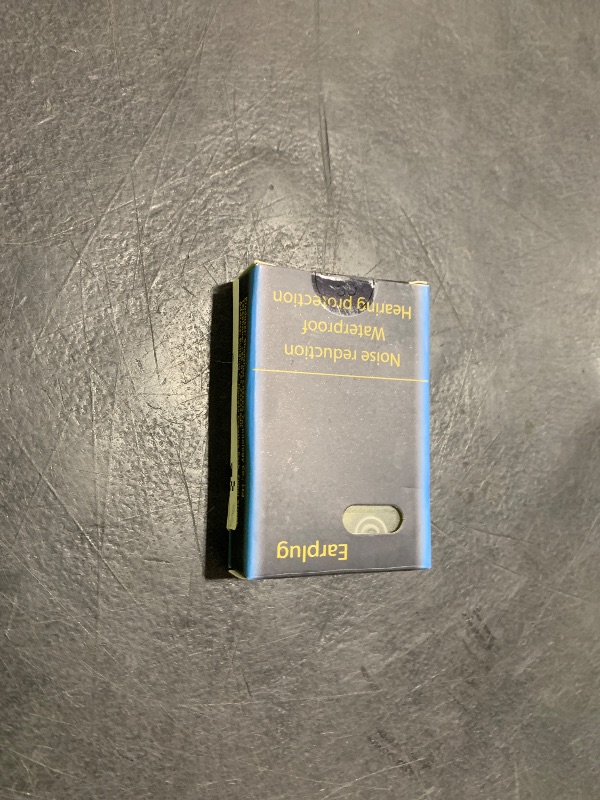 Earplug
Noise reduction
Waterproof
Hearing protection